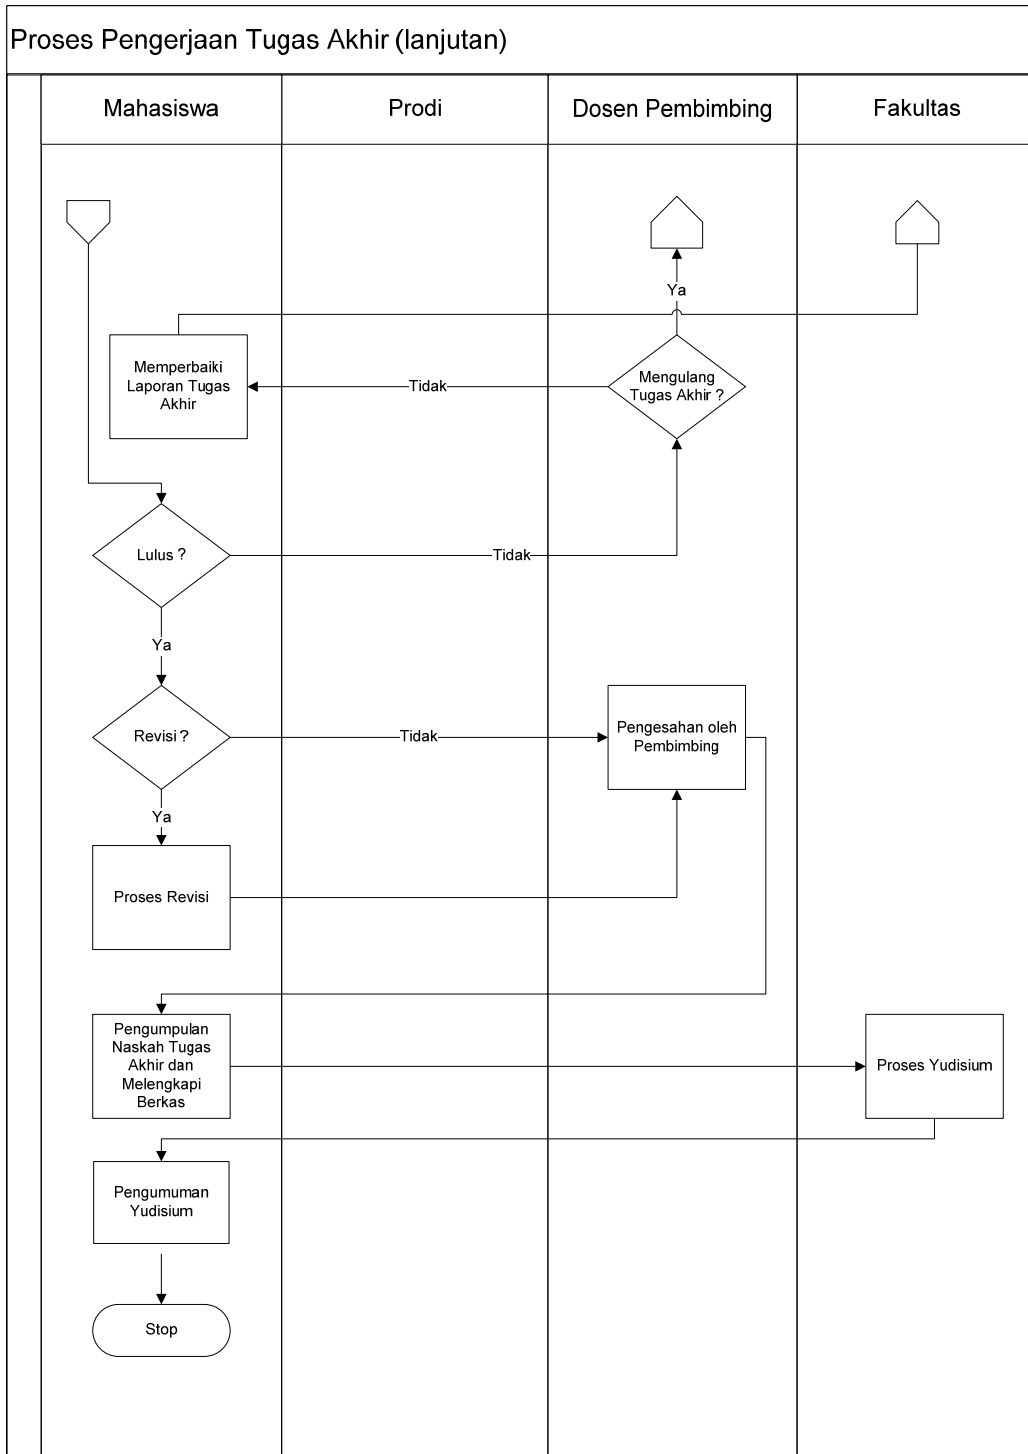 Proses Pengerjaan Tugas Akhir (lanjutan)
Mahasiswa
Prodi
Dosen Pembimbing
Fakultas
Ya
Memperbaiki
Laporan Tugas
Akhir
Tidak
Mengulang
Tugas Akhir ?
Lulus ?
Tidak
Ya
Revisi ?
Tidak
Pengesahan oleh
Pembimbing
Ya
Proses Revisi
Pengumpulan
Naskah Tugas
Akhir dan
Melengkapi
Berkas
Proses Yudisium
Pengumuman
Yudisium
Stop